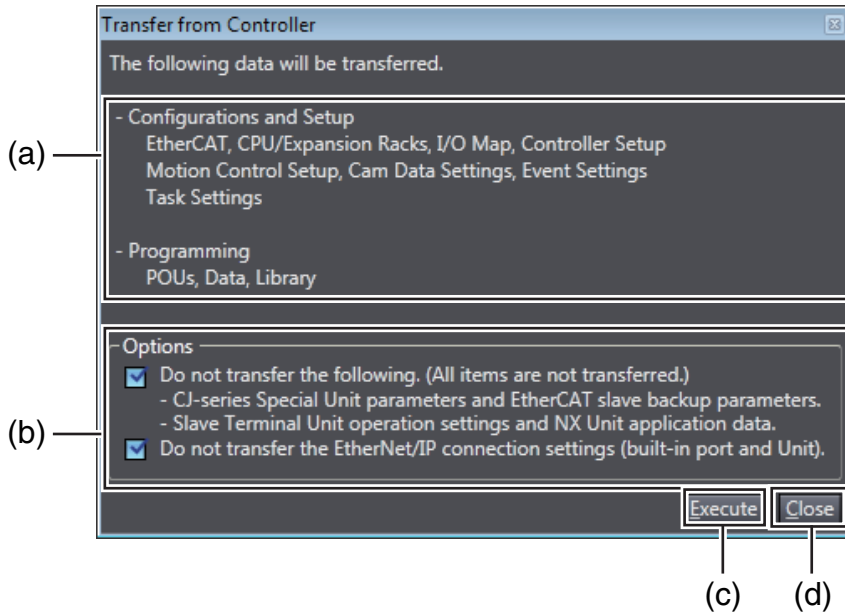 Transfer from Controller
The following data will be transferred.
- Configurations and Setup
EtherCAT, CPU/Expansion Racks, I/O Map, Controller Setup
Motion Control Setup, Cam Data Settings, Event Settings
Task Settings
(a)
- Programming
POUs, Data, Library
Options
Do not transfer the following. (All items are not transferred.)
- CJ-series Special Unit parameters and EtherCAT slave backup parameters.
- Slave Terminal Unit operation settings and NX Unit application data.
(b)
Do not transfer the EtherNet/IP connection settings (built-in port and Unit).
Execute Close
(c) (d)